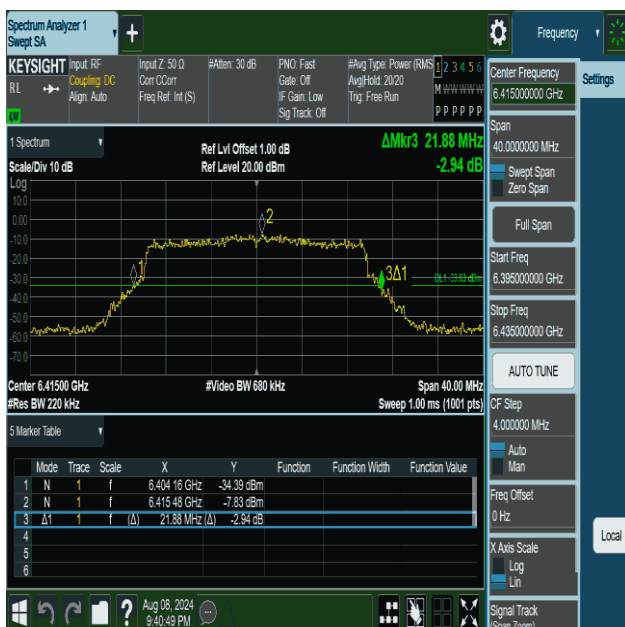 Spectrum Analyzer 1
Swept SA
+
Frequency
KEYSIGHT Input: RF Input Z: 50 Ω #Atten: 30 dB PNO: Fast #Avg Type: Power (RMS 1 2 3 4 5 6
RL Coupling: DC Corr CCorr Gate: Off Avg|Hold: 20/20 M W W W W W
Align: Auto Freq Ref: Int (S) IF Gain: Low Trig: Free Run
Sig Track: Off P P P P P P
1 Spectrum
Ref Lvl Offset 1.00 dB ΔMkr3 21.88 MHz
Scale/Div 10 dB Ref Level 20.00 dBm -2.94 dB
Log
10.0
0.00
-10.0
-20.0
-30.0
-40.0
-50.0
-60.0
-70.0
1
2
3Δ1
DL1 -33.83 dBm
Center 6.41500 GHz #Video BW 680 kHz Span 40.00 MHz
#Res BW 220 kHz Sweep 1.00 ms (1001 pts)
5 Marker Table
Mode Trace Scale X Y Function Function Width Function Value
1 N 1 f 6.404 16 GHz -34.39 dBm
2 N 1 f 6.415 48 GHz -7.83 dBm
3 Δ1 1 f (Δ) 21.88 MHz (Δ) -2.94 dB
4
5
6
?
Aug 08, 2024
9:40:49 PM
Center Frequency
6.415000000 GHz
Settings
Span
40.0000000 MHz
Swept Span
Zero Span
Full Span
Start Freq
6.395000000 GHz
Stop Freq
6.435000000 GHz
AUTO TUNE
CF Step
4.000000 MHz
Auto
Man
Freq Offset
0 Hz
Local
X Axis Scale
Log
Lin
Signal Track
(Span Zoom)